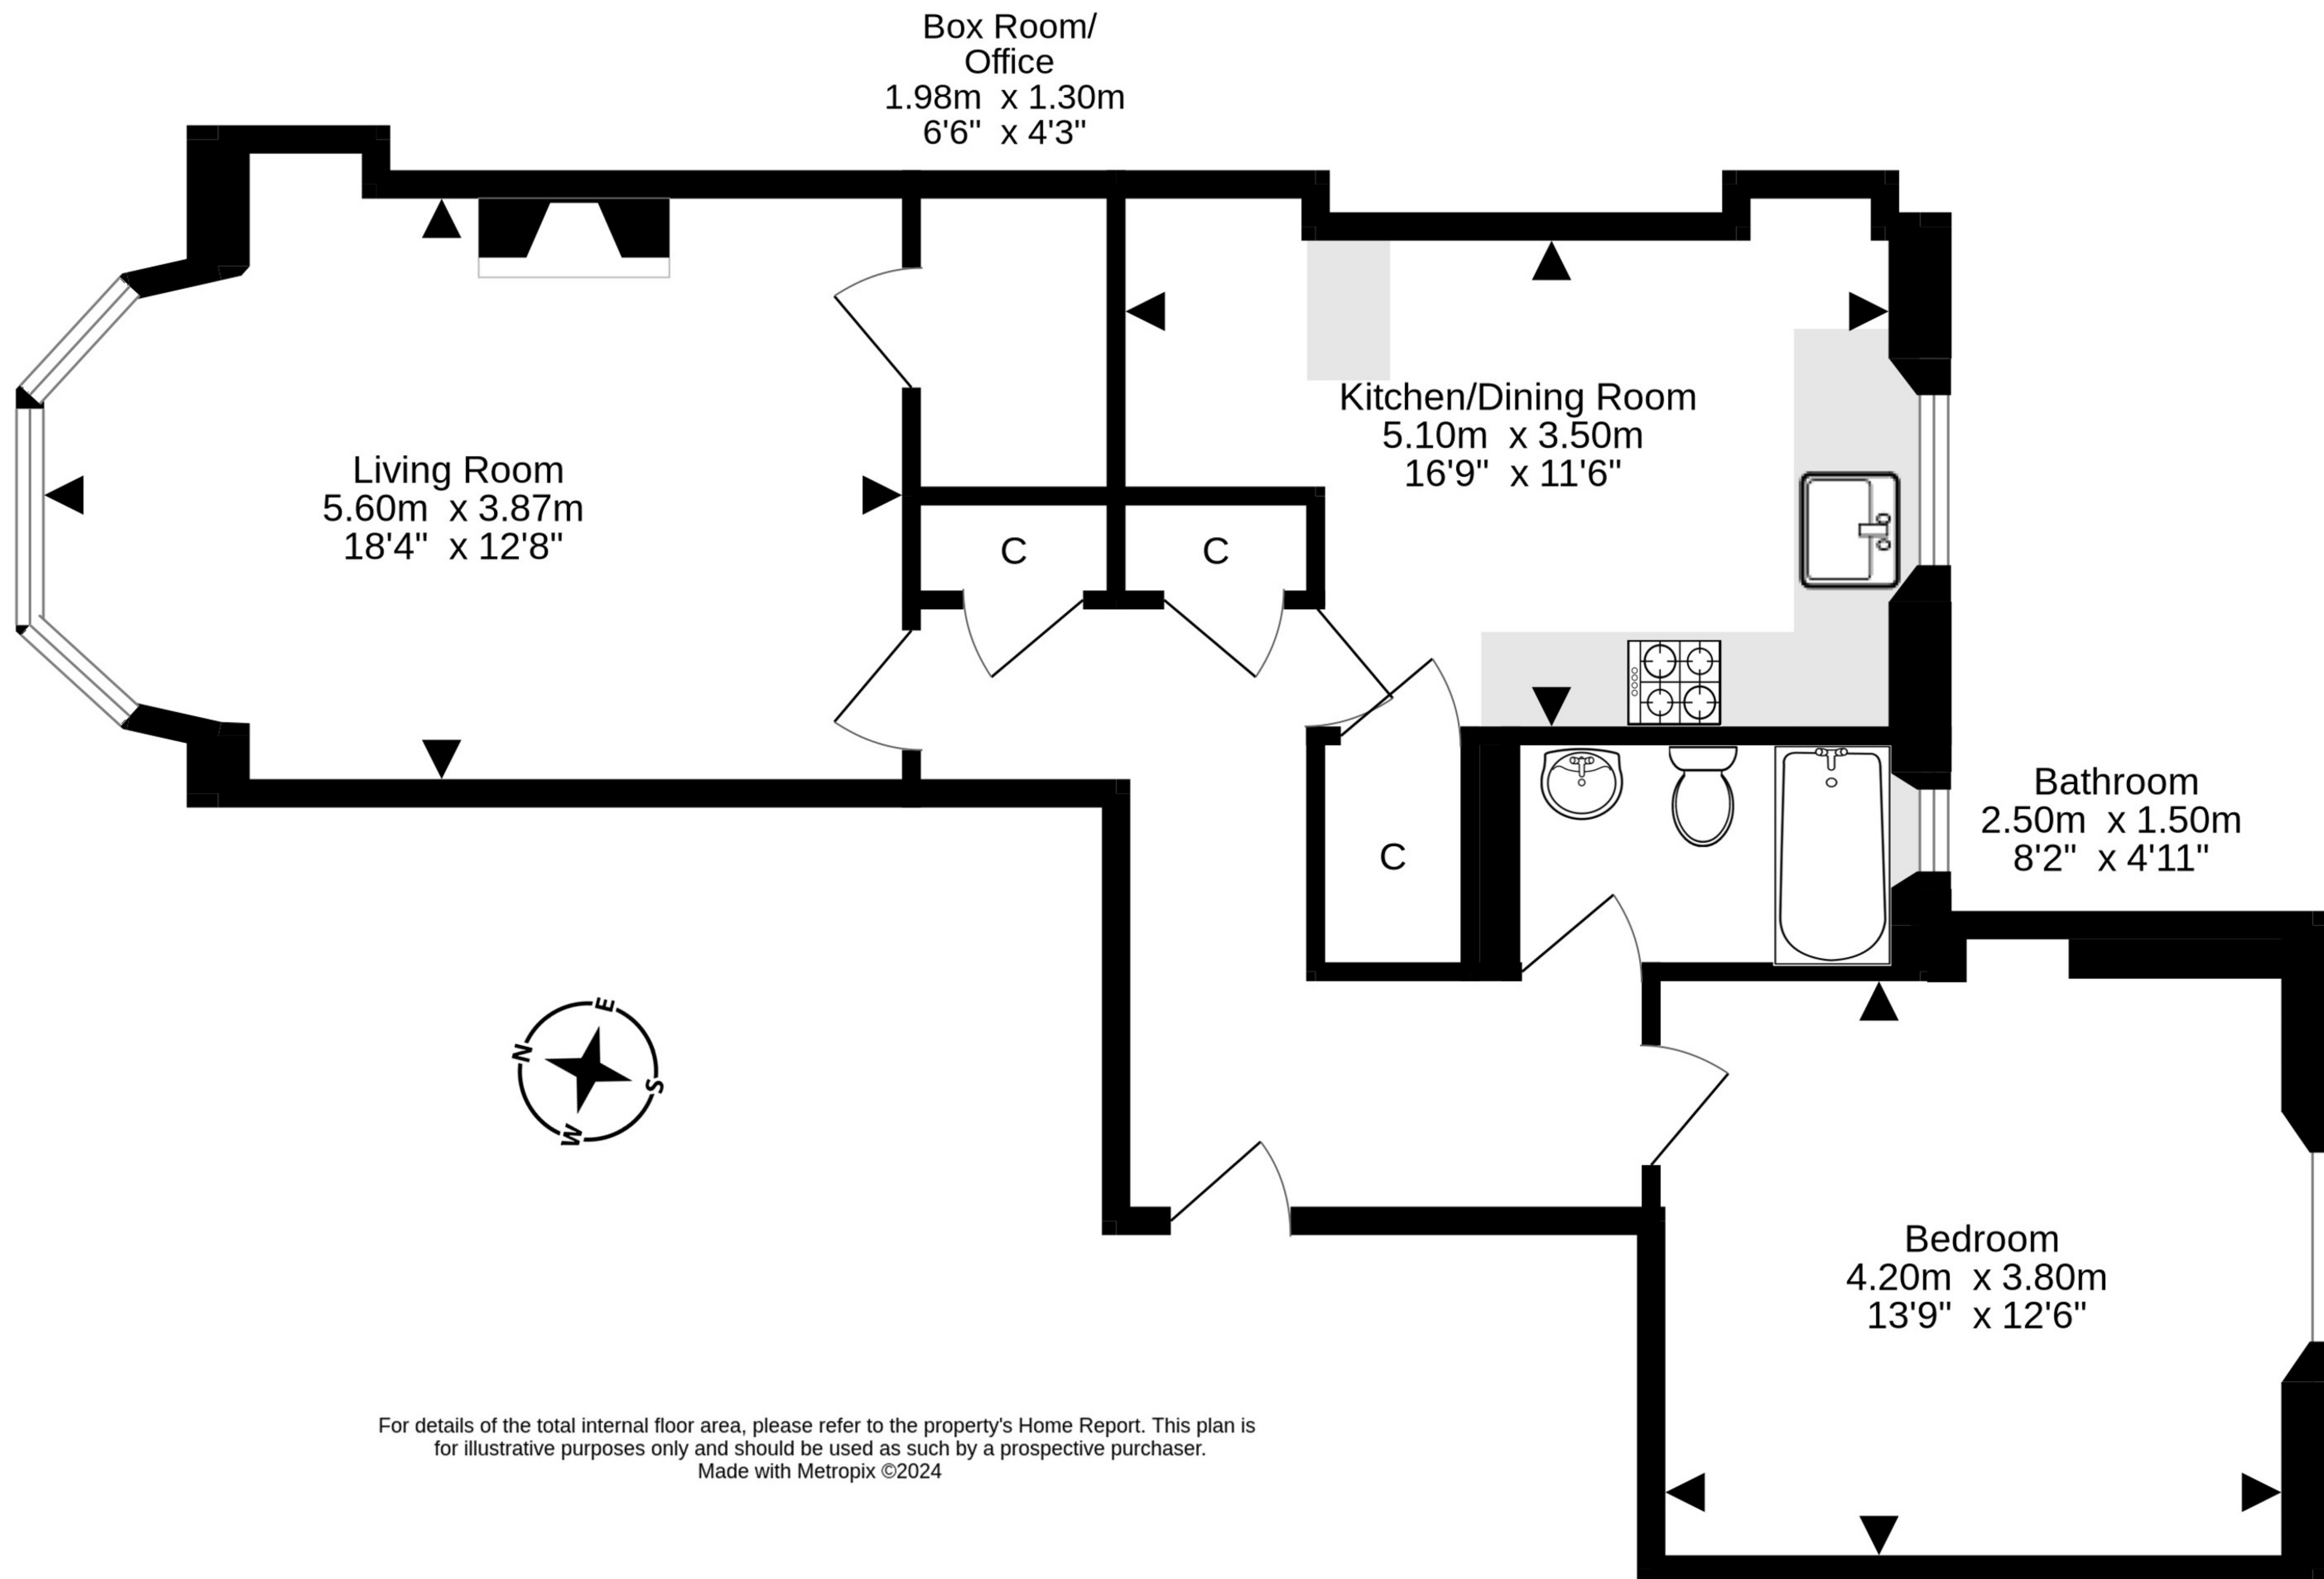 Box Room/
Office
1.98m x 1.30m
6'6" x 4'3"
Living Room
5.60m x 3.87m
18'4" x 12'8"
Kitchen/Dining Room
5.10m x 3.50m
16'9" x 11'6"
C
C
C
Bathroom
2.50m x 1.50m
8'2" x 4'11"
E
N
S
W
Bedroom
4.20m x 3.80m
13'9" x 12'6"
For details of the total internal floor area, please refer to the property's Home Report. This plan is
for illustrative purposes only and should be used as such by a prospective purchaser.
Made with Metropix ©2024